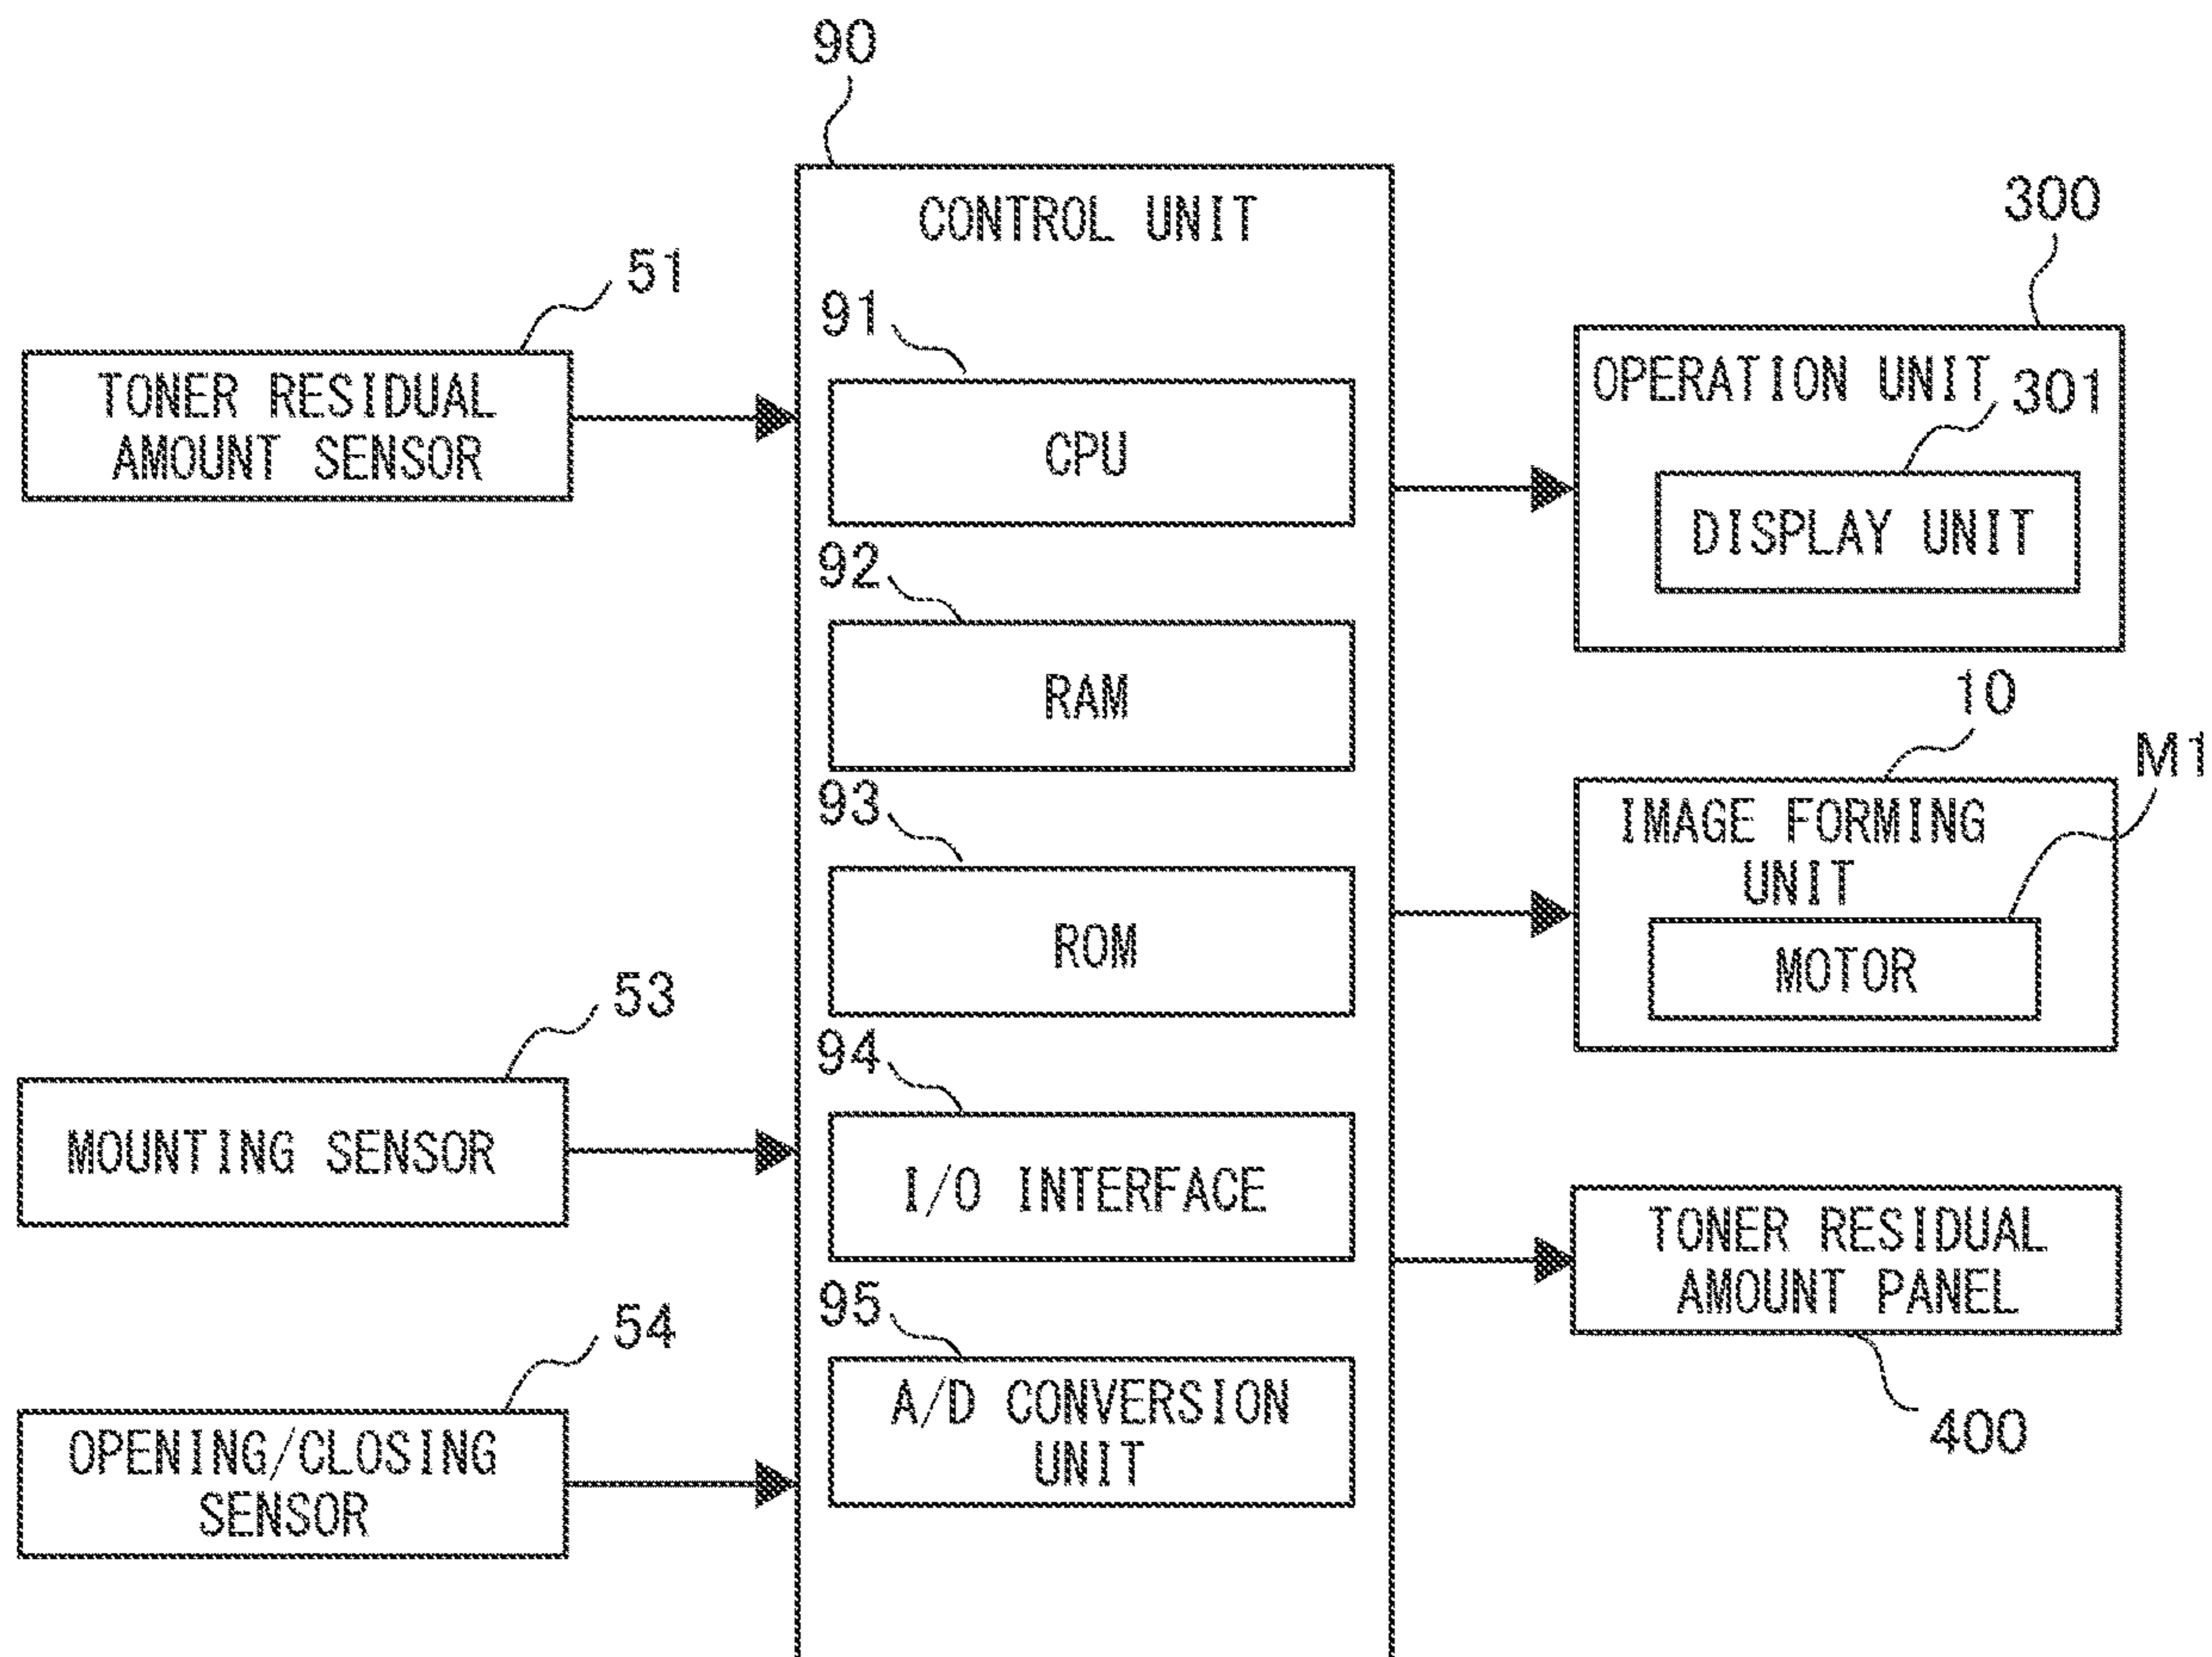 90
CONTROL UNIT
51
TONER RESIDUAL
AMOUNT SENSOR
53
MOUNTING SENSOR
54
OPENING/CLOSING
SENSOR
91
CPU
92
RAM
93
ROM
94
I/O INTERFACE
95
A/D CONVERSION
UNIT
300
OPERATION UNIT
301
DISPLAY UNIT
10
M1
IMAGE FORMING
UNIT
MOTOR
TONER RESIDUAL
AMOUNT PANEL
400